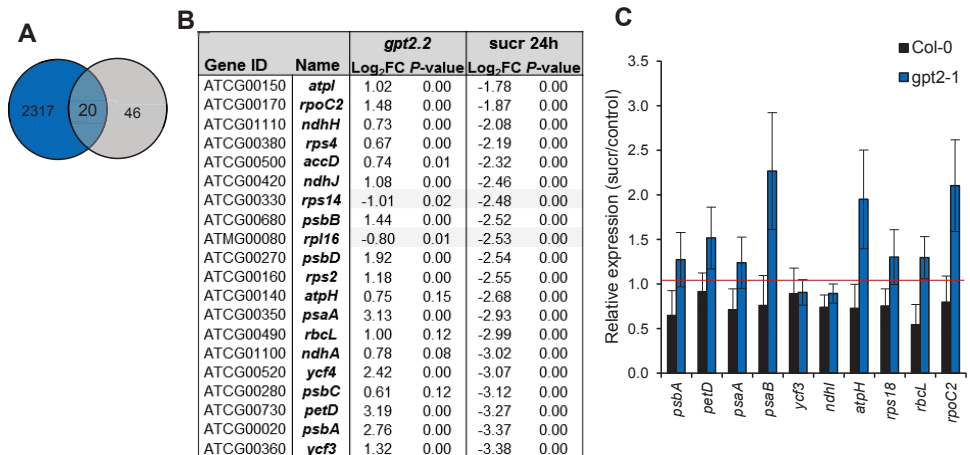 A
2317 20 46
B
gpt2.2 sucr 24h
Gene ID Name Log2FC P-value Log2FC P-value
ATCG00150 atpI 1.02 0.00 -1.78 0.00
ATCG00170 rpoC2 1.48 0.00 -1.87 0.00
ATCG01110 ndhH 0.73 0.00 -2.08 0.00
ATCG00380 rps4 0.67 0.00 -2.19 0.00
ATCG00500 accD 0.74 0.01 -2.32 0.00
ATCG00420 ndhJ 1.08 0.00 -2.46 0.00
ATCG00330 rps14 -1.01 0.02 -2.48 0.00
ATCG00680 psbB 1.44 0.00 -2.52 0.00
ATMG00080 rpl16 -0.80 0.01 -2.53 0.00
ATCG00270 psbD 1.92 0.00 -2.54 0.00
ATCG00160 rps2 1.18 0.00 -2.55 0.00
ATCG00140 atpH 0.75 0.15 -2.68 0.00
ATCG00350 psaA 3.13 0.00 -2.93 0.00
ATCG00490 rbcL 1.00 0.12 -2.99 0.00
ATCG01100 ndhA 0.78 0.08 -3.02 0.00
ATCG00520 ycf4 2.42 0.00 -3.07 0.00
ATCG00280 psbC 0.61 0.12 -3.12 0.00
ATCG00730 petD 3.19 0.00 -3.27 0.00
ATCG00020 psbA 2.76 0.00 -3.37 0.00
ATCG00360 ycf3 1.32 0.00 -3.38 0.00
C
Col-0
gpt2-1
Relative expression (sucr/control)
3.5
3.0
2.5
2.0
1.5
1.0
0.5
0.0
psbA petD psaA psaB ycf3 ndhI atpH rps18 rbcL rpoC2